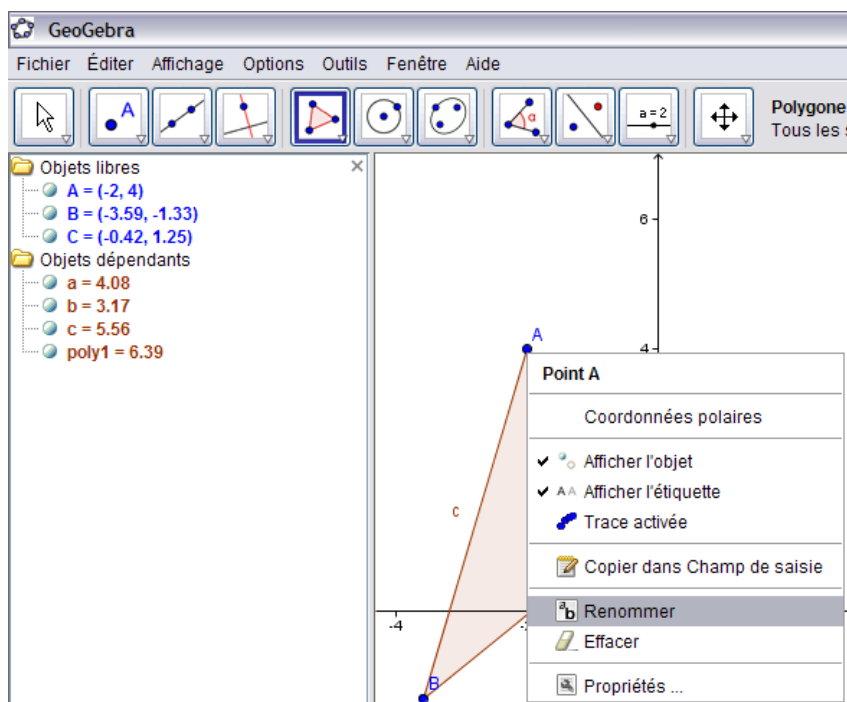 GeoGebra
Fichier Éditer Affichage Options Outils Fenêtre Aide
A
α
a=2
Polygone
Tous les
Objets libres
A = (-2, 4)
B = (-3.59, -1.33)
C = (-0.42, 1.25)
Objets dépendants
a = 4.08
b = 3.17
c = 5.56
poly1 = 6.39
6
A
4
Point A
Coordonnées polaires
Afficher l'objet
AA Afficher l'étiquette
Trace activée
c
Copier dans Champ de saisie
ab Renommer
-4
Effacer
B
Propriétés ...